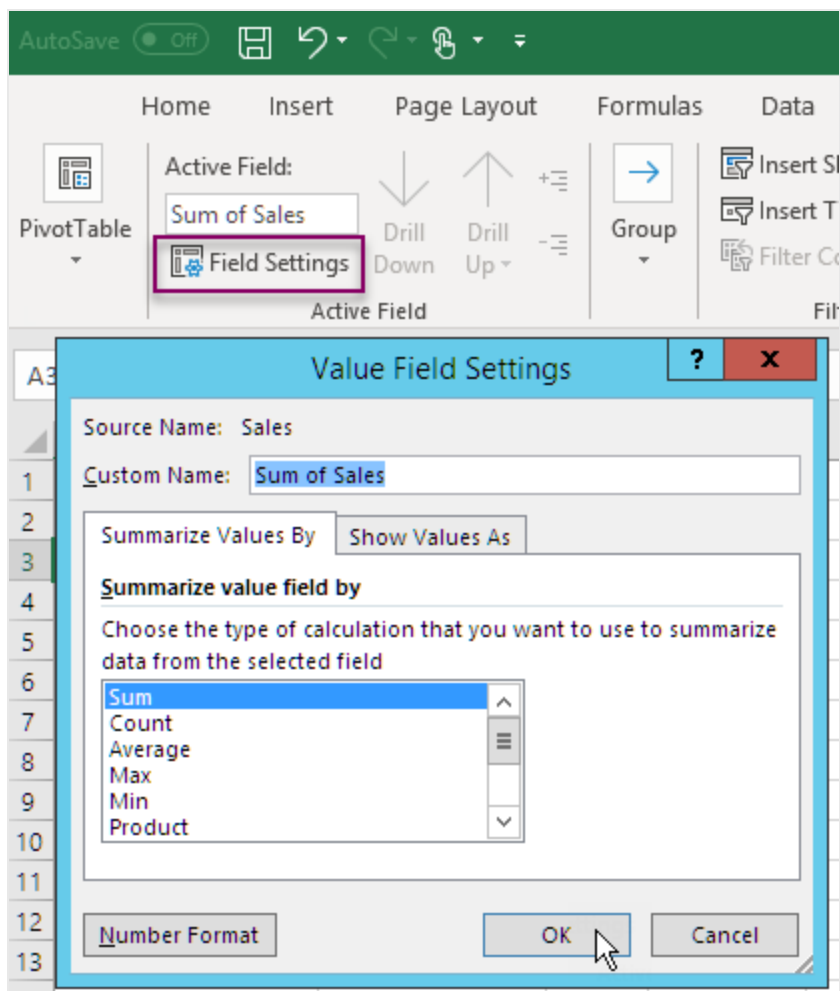 AutoSave Off
Home Insert Page Layout Formulas Data
PivotTable
Active Field:
Sum of Sales
Field Settings
Drill
Down
Drill
Up
Active Field
Group
Insert
Insert
Filter
A3
Value Field Settings
? X
Source Name: Sales
Custom Name: Sum of Sales
Summarize Values By Show Values As
Summarize value field by
Choose the type of calculation that you want to use to summarize
data from the selected field
Sum
Count
Average
Max
Min
Product
Number Format OK Cancel
1
2
3
4
5
6
7
8
9
10
11
12
13